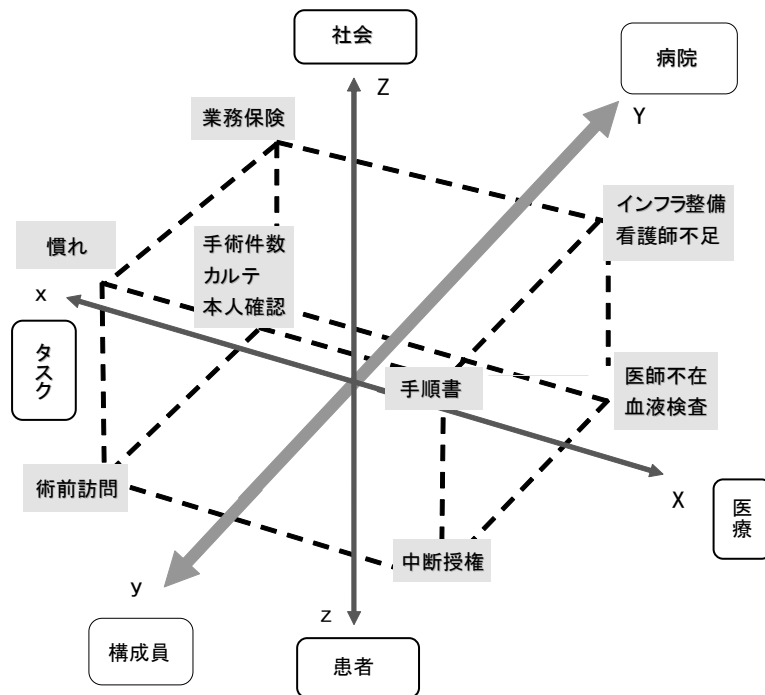 社会
病院
Z
Y
業務保険
インフラ整備
看護師不足
慣れ
手術件数
カルテ
本人確認
x
タスク
手順書
医師不在
血液検査
術前訪問
X
医療
中断授権
y
z
構成員
患者